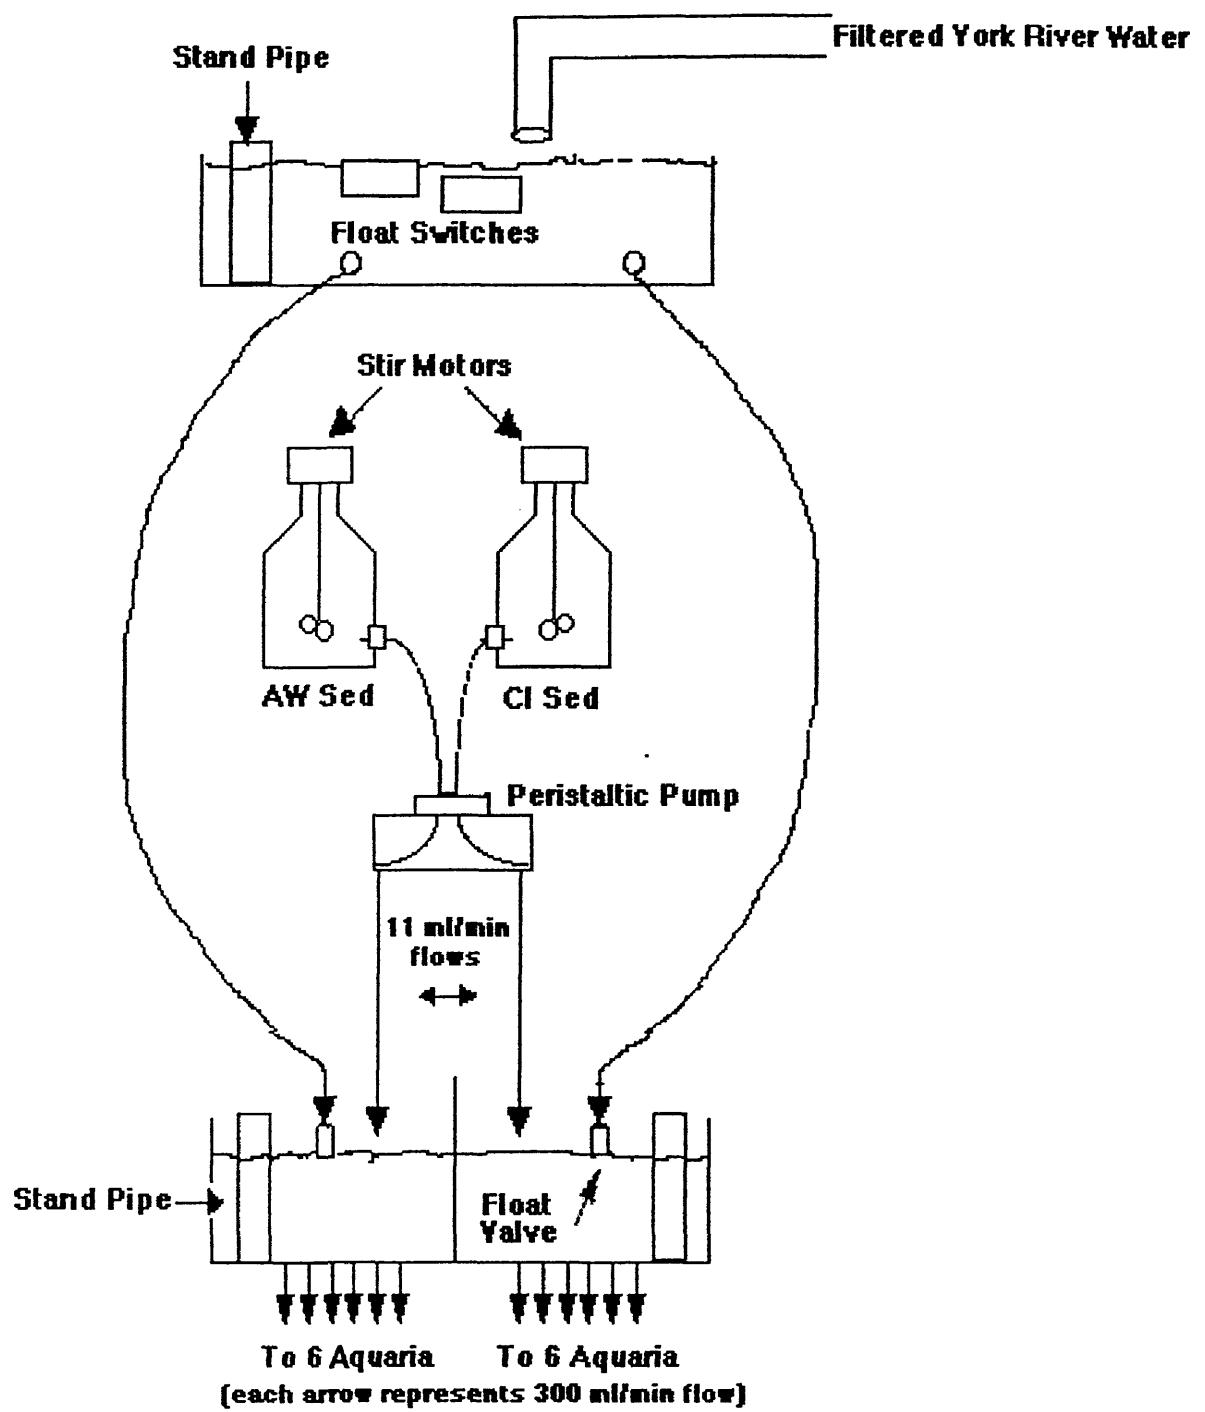 Filtered York River Water
Stand Pipe
Float Switches
Stir Motors
AW Sed
CI Sed
Peristaltic Pump
11 ml/min
flows
Stand Pipe
Float
Valve
To 6 Aquaria
To 6 Aquaria
(each arrow represents 300 ml/min flow)